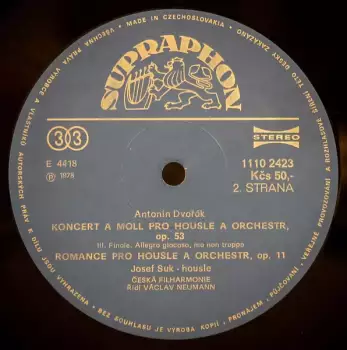 MADE IN CZECHOSLOVAKIA
SUPRAPHON
33
STEREO
E 4418
℗ 1978
1110 2423
Kčs 50,-
2. STRANA
Antonín Dvořák
KONCERT A MOLL PRO HOUSLE A ORCHESTR,
op. 53
III. Finale. Allegro giocoso, ma non troppo
ROMANCE PRO HOUSLE A ORCHESTR, op. 11
Josef Suk - housle
ČESKÁ FILHARMONIE
Řídí VÁCLAV NEUMANN
VŠECHNA PRÁVA VÝROBCE A VLASTNÍKŮ AUTORSKÝCH PRÁV K DÍLU JSOU VYHRAZENA • BEZ SOUHLASU JE VÝROBA KOPIÍ, PRONÁJEM, PŮJČOVÁNÍ, VEŘEJNÉ PROVOZOVÁNÍ A ROZHLASOVÉ ŠÍŘENÍ TÉTO DESKY ZAKÁZÁNO